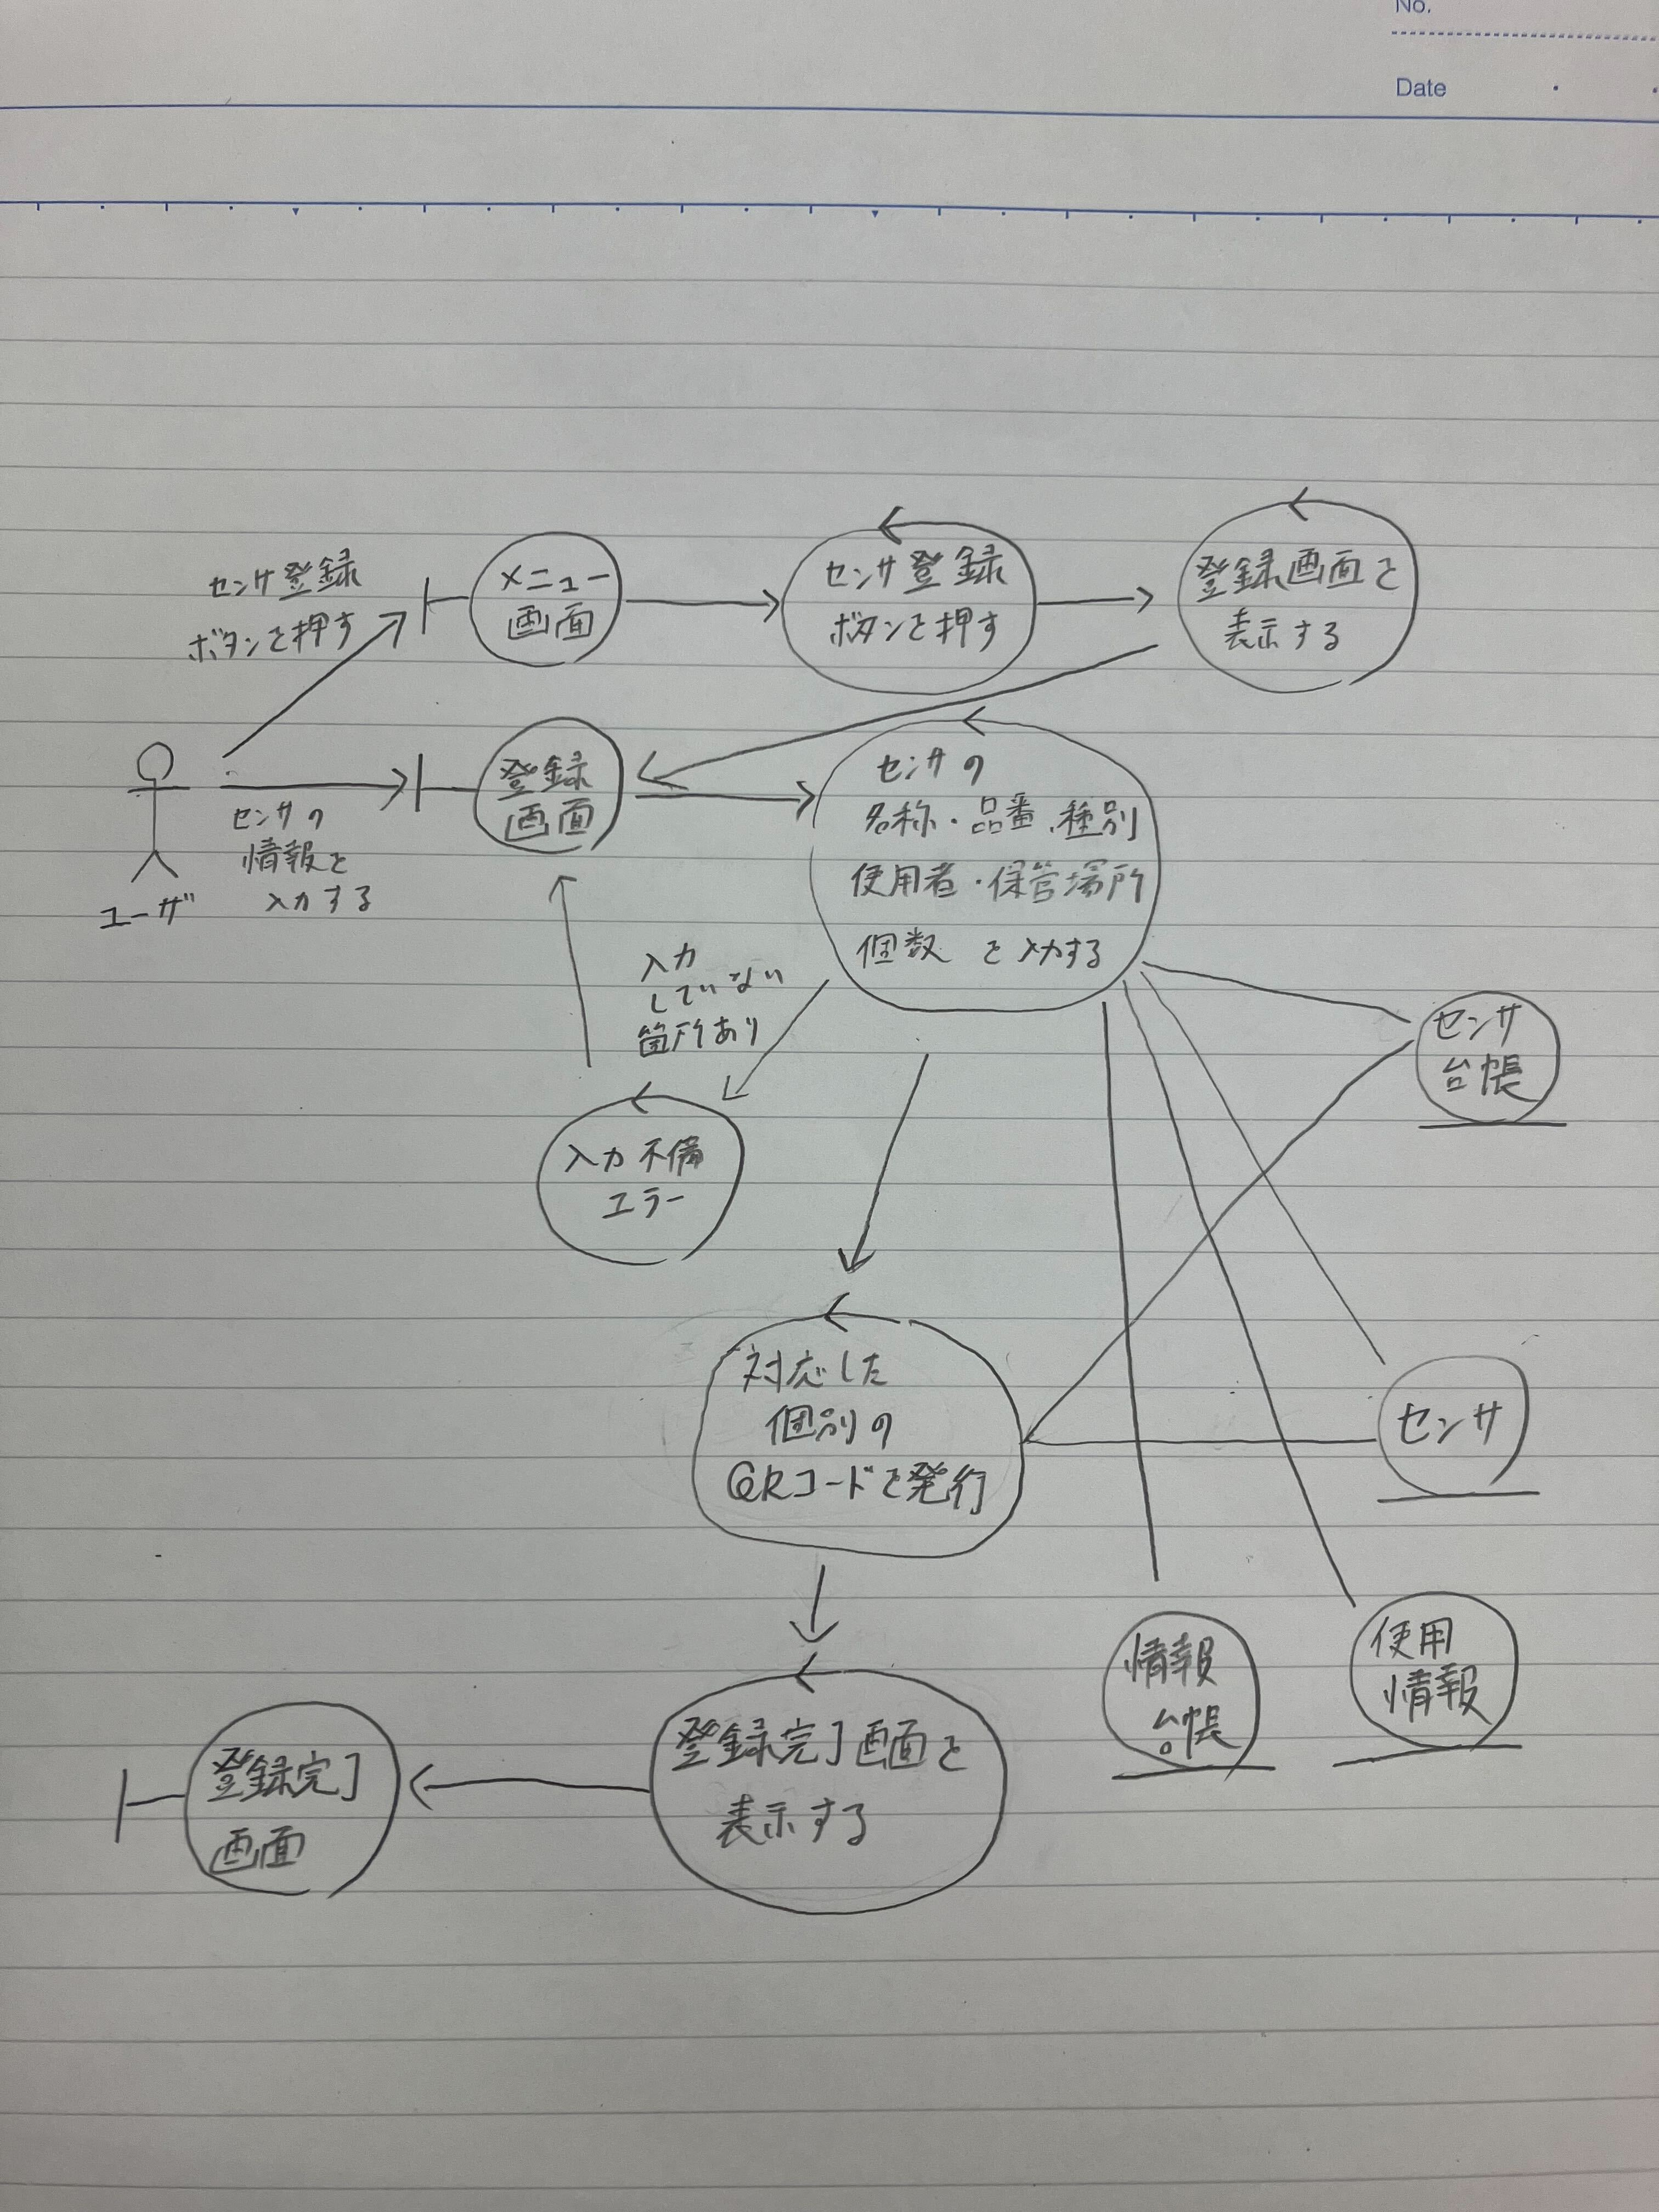 No.
Date
センサ登録
ボタンを押す
メニュー
画面
センサ登録
ボタンを押す
登録画面を
表示する
ユーザ
センサの
情報を
入力する
登録
画面
センサの
名称・品番、種別
使用者・保管場所
個数 を入力する
入力
していない
箇所あり
入力不備
エラー
センサ
台帳
対応した
個別の
QRコードを発行
センサ
情報
台帳
使用
情報
登録完了画面を
表示する
登録完了
画面